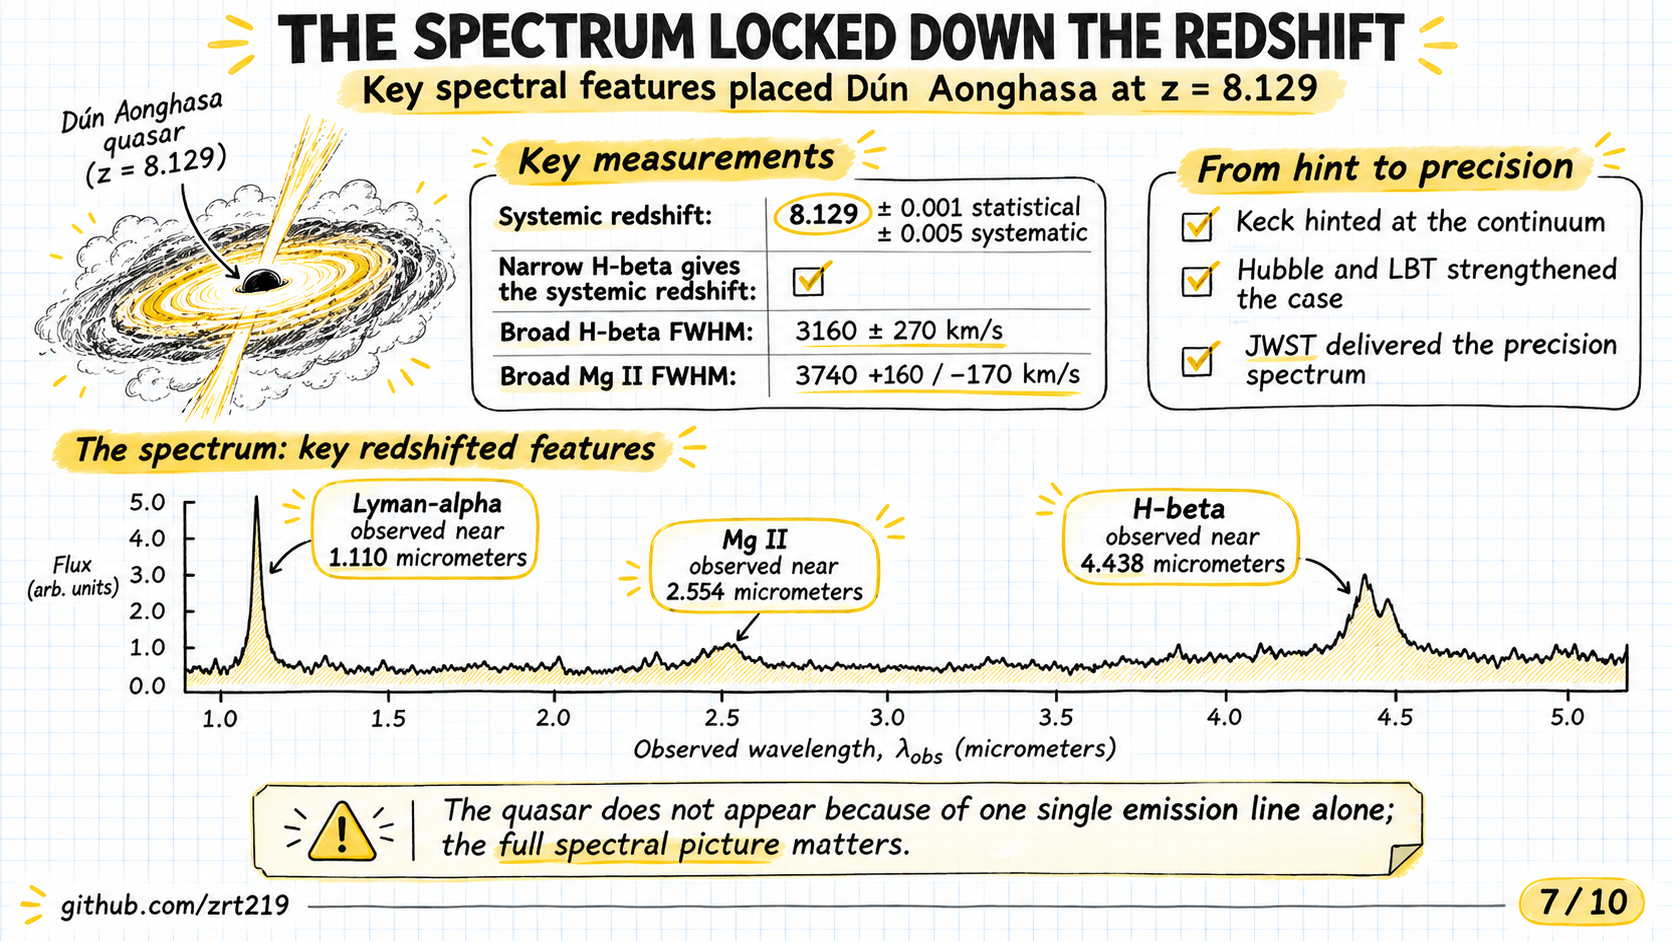 THE SPECTRUM LOCKED DOWN THE REDSHIFT
Key spectral features placed Dún Aonghasa at z = 8.129
Dún Aonghasa
quasar
(z = 8.129)
Key measurements
Systemic redshift:
8.129
± 0.001 statistical
± 0.005 systematic
Narrow H-beta gives
the systemic redshift:
Broad H-beta FWHM:
3160 ± 270 km/s
Broad Mg II FWHM:
3740 +160 / −170 km/s
From hint to precision
Keck hinted at the continuum
Hubble and LBT strengthened
the case
JWST delivered the precision
spectrum
The spectrum: key redshifted features
Flux
(arb. units)
5.0
4.0
3.0
2.0
1.0
0.0
Lyman-alpha
observed near
1.110 micrometers
Mg II
observed near
2.554 micrometers
H-beta
observed near
4.438 micrometers
1.0 1.5 2.0 2.5 3.0 3.5 4.0 4.5 5.0
Observed wavelength, λobs (micrometers)
!
The quasar does not appear because of one single emission line alone;
the full spectral picture matters.
github.com/zrt219
7 / 10